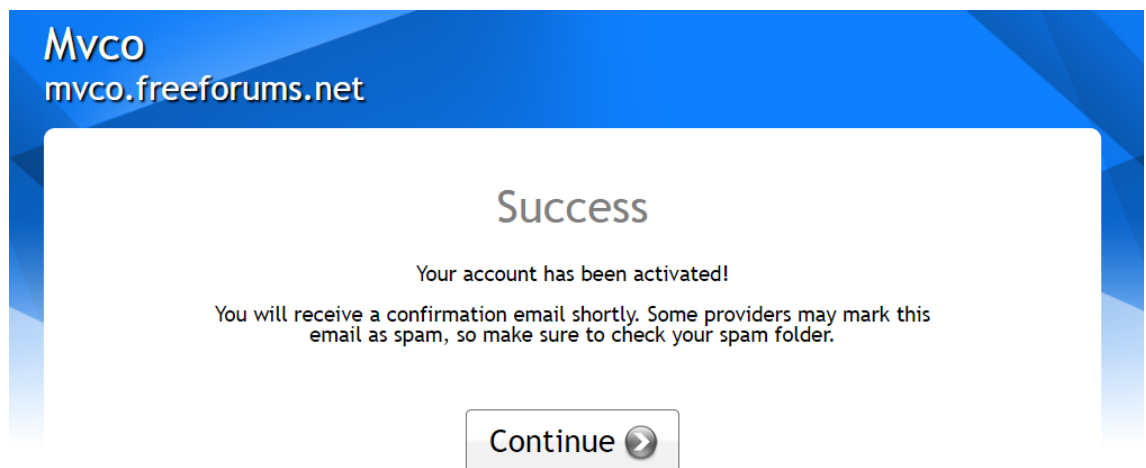 Mvco
mvco.freeforums.net
Success
Your account has been activated!
You will receive a confirmation email shortly. Some providers may mark this
email as spam, so make sure to check your spam folder.
Continue